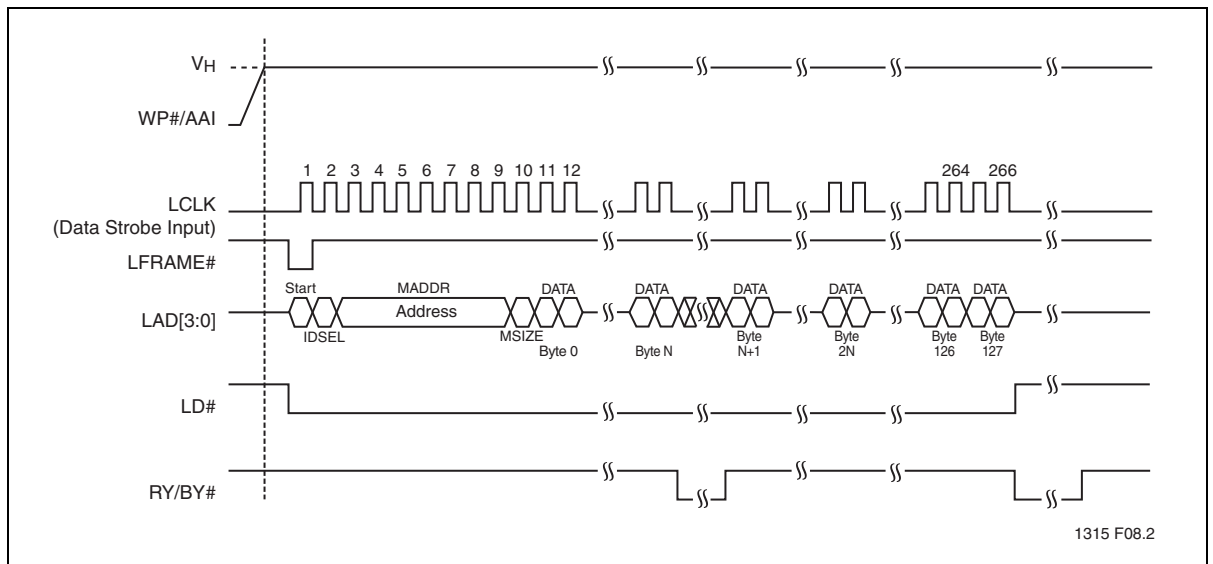 VH
WP#/AAI
1 2 3 4 5 6 7 8 9 10 11 12 264 266
LCLK
(Data Strobe Input)
LFRAME#
Start MADDR DATA DATA DATA DATA DATA DATA
LAD[3:0] Address
IDSEL MSIZE Byte 0 Byte N Byte N+1 Byte 2N Byte 126 Byte 127
LD#
RY/BY#
1315 F08.2